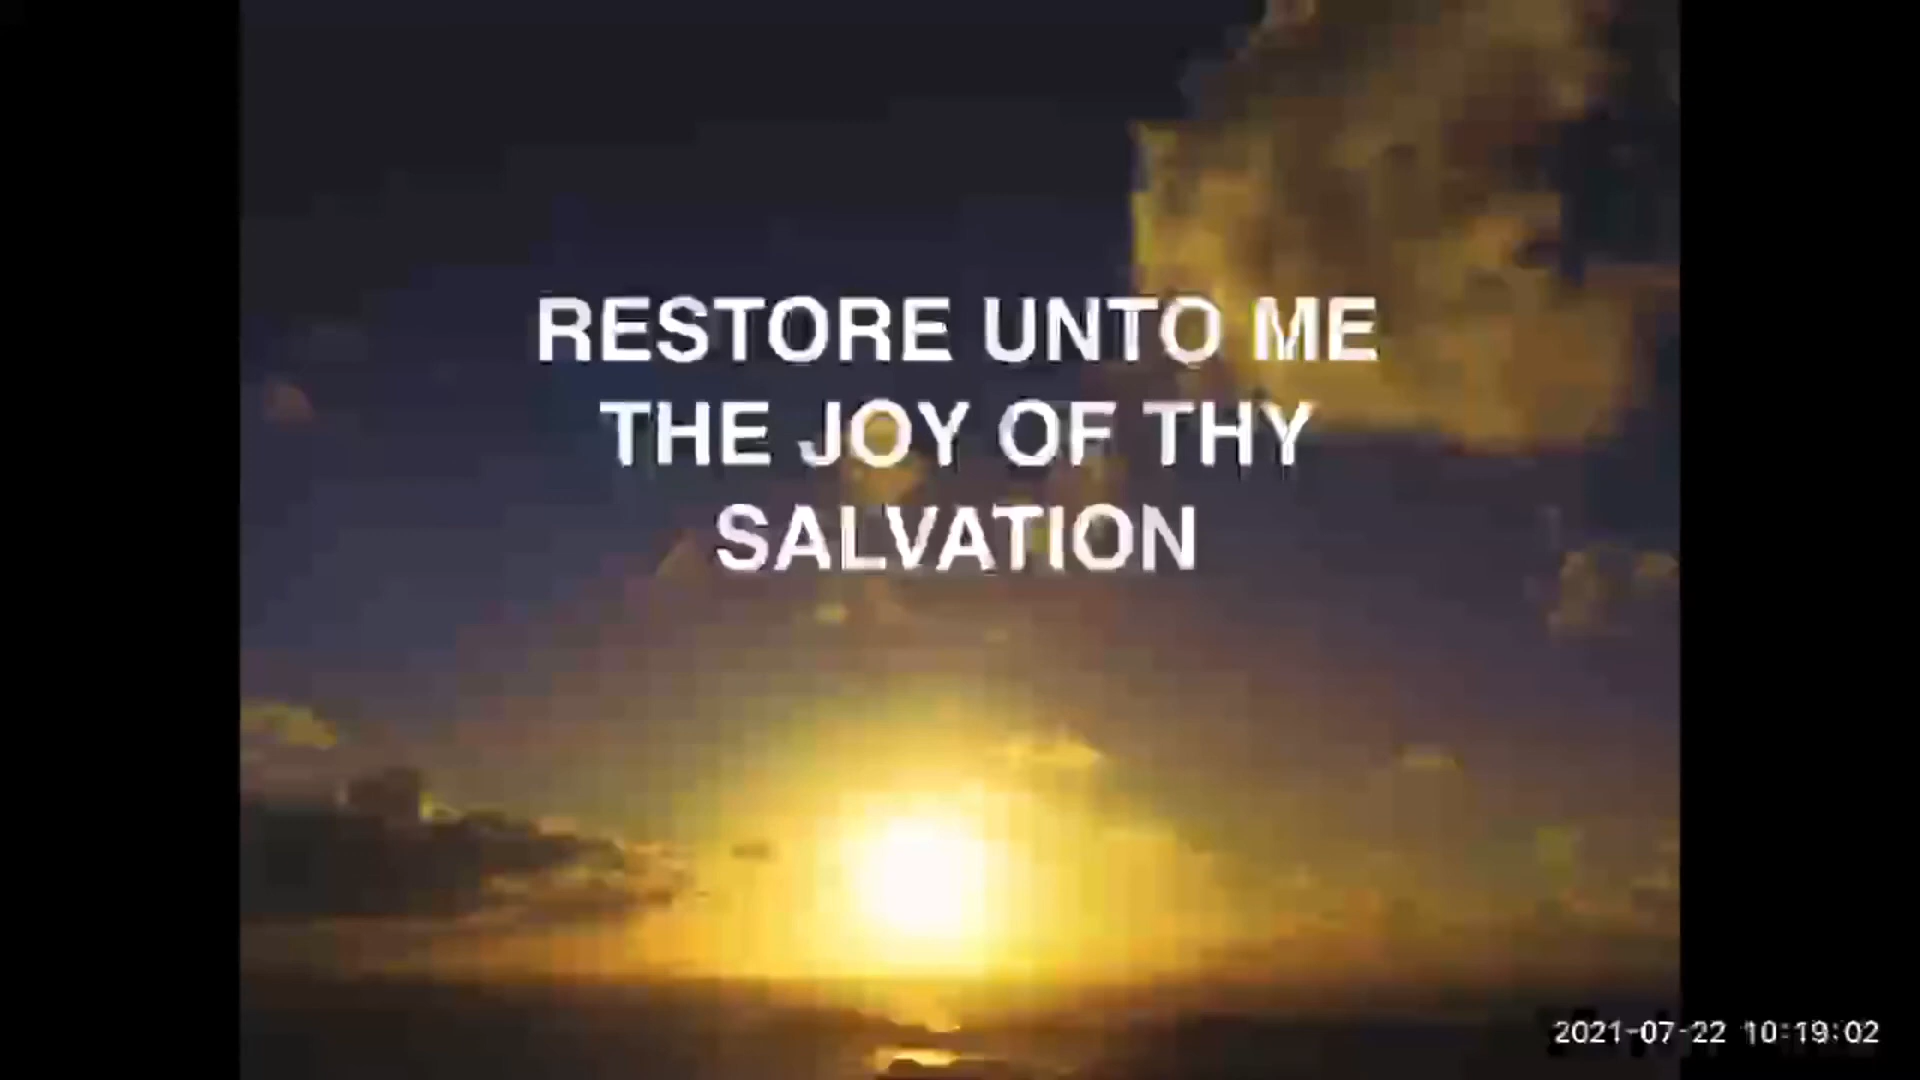 RESTORE UNTO ME
THE JOY OF THY
SALVATION
2021-07-22 10:19:02